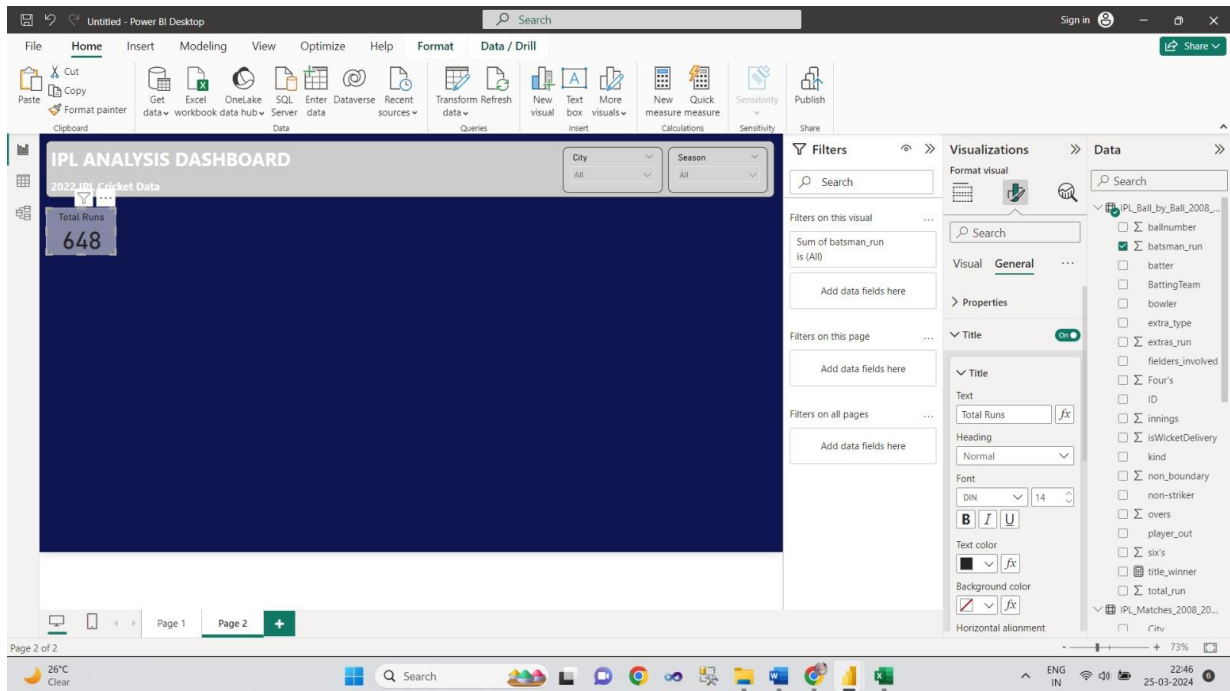 Untitled - Power BI Desktop
Search
Sign in
File Home Insert Modeling View Optimize Help Format Data / Drill
Share
Paste
Cut
Copy
Format painter
Clipboard
Get data
Excel workbook
OneLake data hub
SQL Server
Enter data
Dataverse
Recent sources
Data
Transform data
Refresh
Queries
New visual
Text box
More visuals
Insert
New measure
Quick measure
Calculations
Sensitivity
Sensitivity
Publish
Share
IPL ANALYSIS DASHBOARD
2022 IPL Cricket Data
City
All
Season
All
Total Runs
648
Filters
Search
Filters on this visual
Sum of batsman_run
is (All)
Add data fields here
Filters on this page
Add data fields here
Filters on all pages
Add data fields here
Visualizations
Format visual
Search
Visual General
Properties
Title
On
Title
Text
Total Runs
fx
Heading
Normal
Font
DIN 14
B I U
Text color
fx
Background color
fx
Horizontal alignment
Data
Search
IPL_Ball_by_Ball_2008_...
ballnumber
batsman_run
batter
BattingTeam
bowler
extra_type
extras_run
fielders_involved
Four's
ID
innings
isWicketDelivery
kind
non_boundary
non-striker
overs
player_out
six's
title_winner
total_run
IPL_Matches_2008_20...
City
Page 1 Page 2 +
Page 2 of 2
- + 73%
26°C
Clear
Search
ENG
IN
22:46
25-03-2024
6